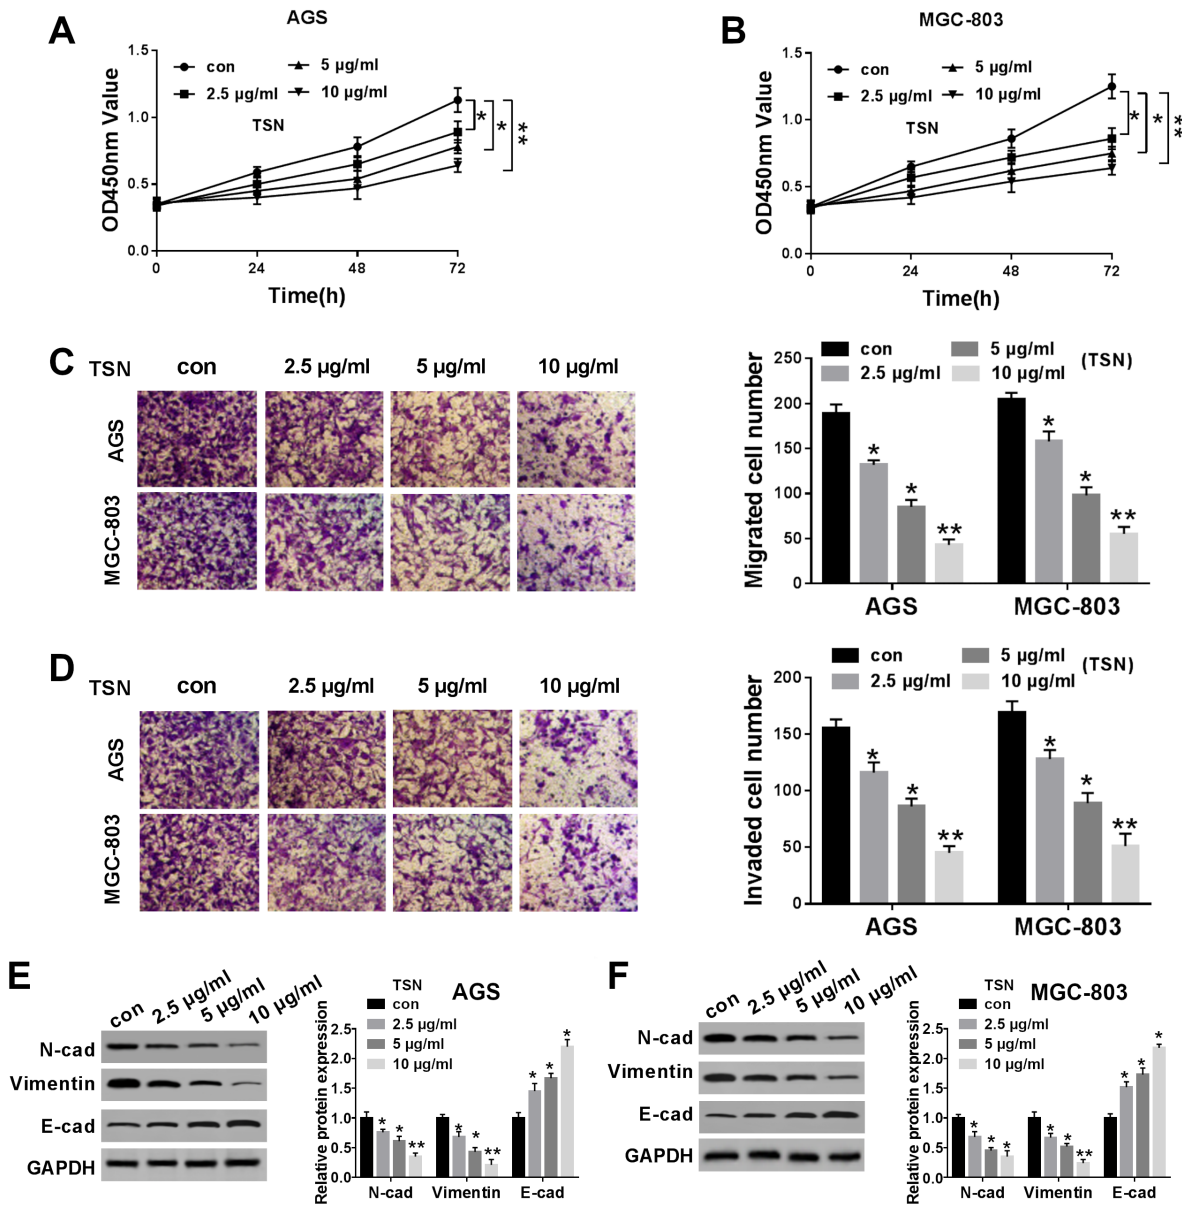 A
AGS
OD450nm Value
1.5
1.0
0.5
0.0
con
2.5 µg/ml
5 µg/ml
10 µg/ml
TSN
*
*
**
0 24 48 72
Time(h)
B
MGC-803
OD450nm Value
1.5
1.0
0.5
0.0
con
2.5 µg/ml
5 µg/ml
10 µg/ml
TSN
*
*
**
0 24 48 72
Time(h)
C
TSN con 2.5 µg/ml 5 µg/ml 10 µg/ml
AGS
MGC-803
con
2.5 µg/ml
5 µg/ml
10 µg/ml
(TSN)
Migrated cell number
250
200
150
100
50
0
* * **
* * **
AGS MGC-803
D
TSN con 2.5 µg/ml 5 µg/ml 10 µg/ml
AGS
MGC-803
con
2.5 µg/ml
5 µg/ml
10 µg/ml
(TSN)
Invaded cell number
200
150
100
50
0
* * **
* * **
AGS MGC-803
E
con 2.5 µg/ml 5 µg/ml 10 µg/ml
N-cad
Vimentin
E-cad
GAPDH
AGS
TSN
con
2.5 µg/ml
5 µg/ml
10 µg/ml
Relative protein expression
2.5
2.0
1.5
1.0
0.5
0.0
* * **
* * **
* * *
N-cad Vimentin E-cad
F
con 2.5 µg/ml 5 µg/ml 10 µg/ml
N-cad
Vimentin
E-cad
GAPDH
MGC-803
TSN
con
2.5 µg/ml
5 µg/ml
10 µg/ml
Relative protein expression
2.5
2.0
1.5
1.0
0.5
0.0
* * *
* * **
* * *
N-cad Vimentin E-cad